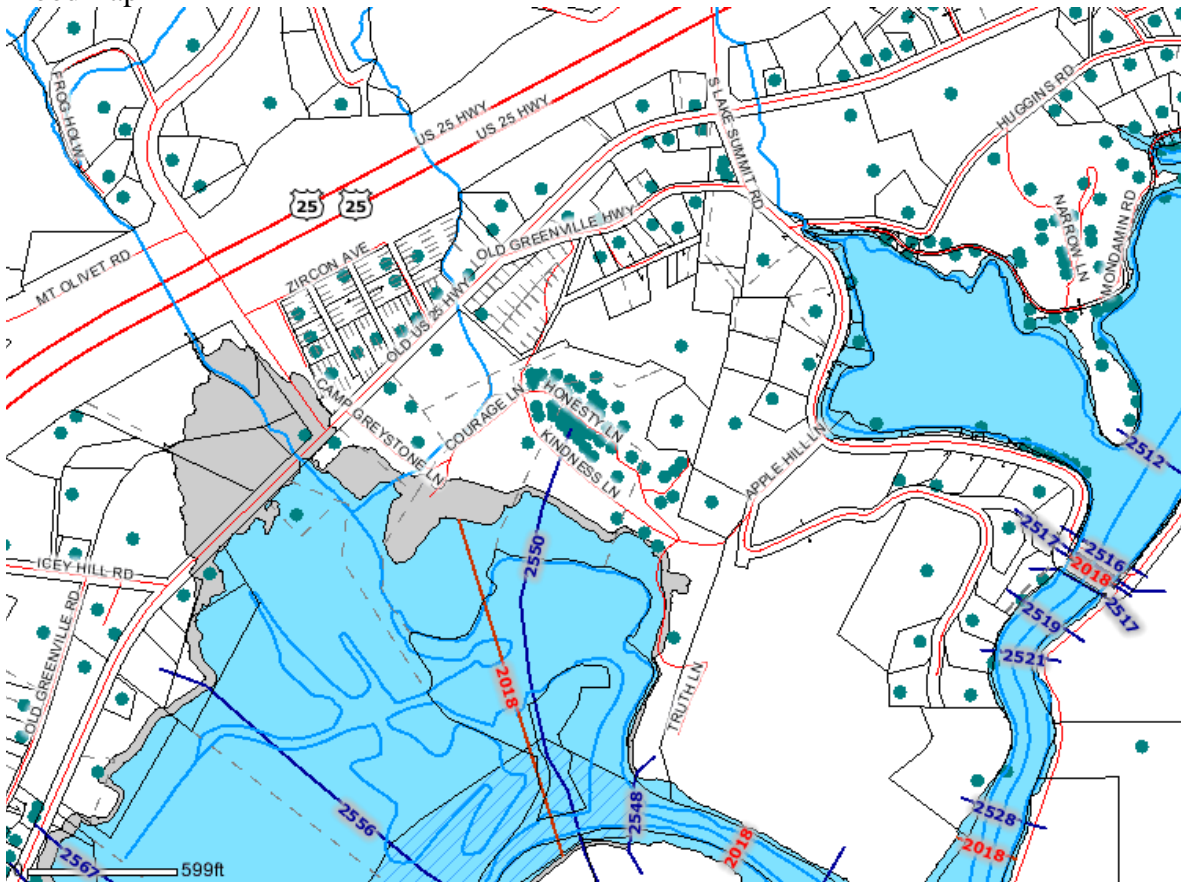 FROG HOLW
US 25 HWY
US 25 HWY
S LAKE SUMMIT RD
HUGGINS RD
25
25
NARROW LN
MONDAMIN RD
MT OLIVET RD
ZIRCON AVE
OLD GREENVILLE HWY
OLD US 25 HWY
CAMP GREYSTONE LN
COURAGE LN
HONESTY LN
KINDNESS LN
APPLE HILL LN
2512
2517
2516
2018
2517
2519
2521
2550
ICEY HILL RD
OLD GREENVILLE RD
2018
TRUTH LN
2556
2548
2018
2528
2018
2567
599ft